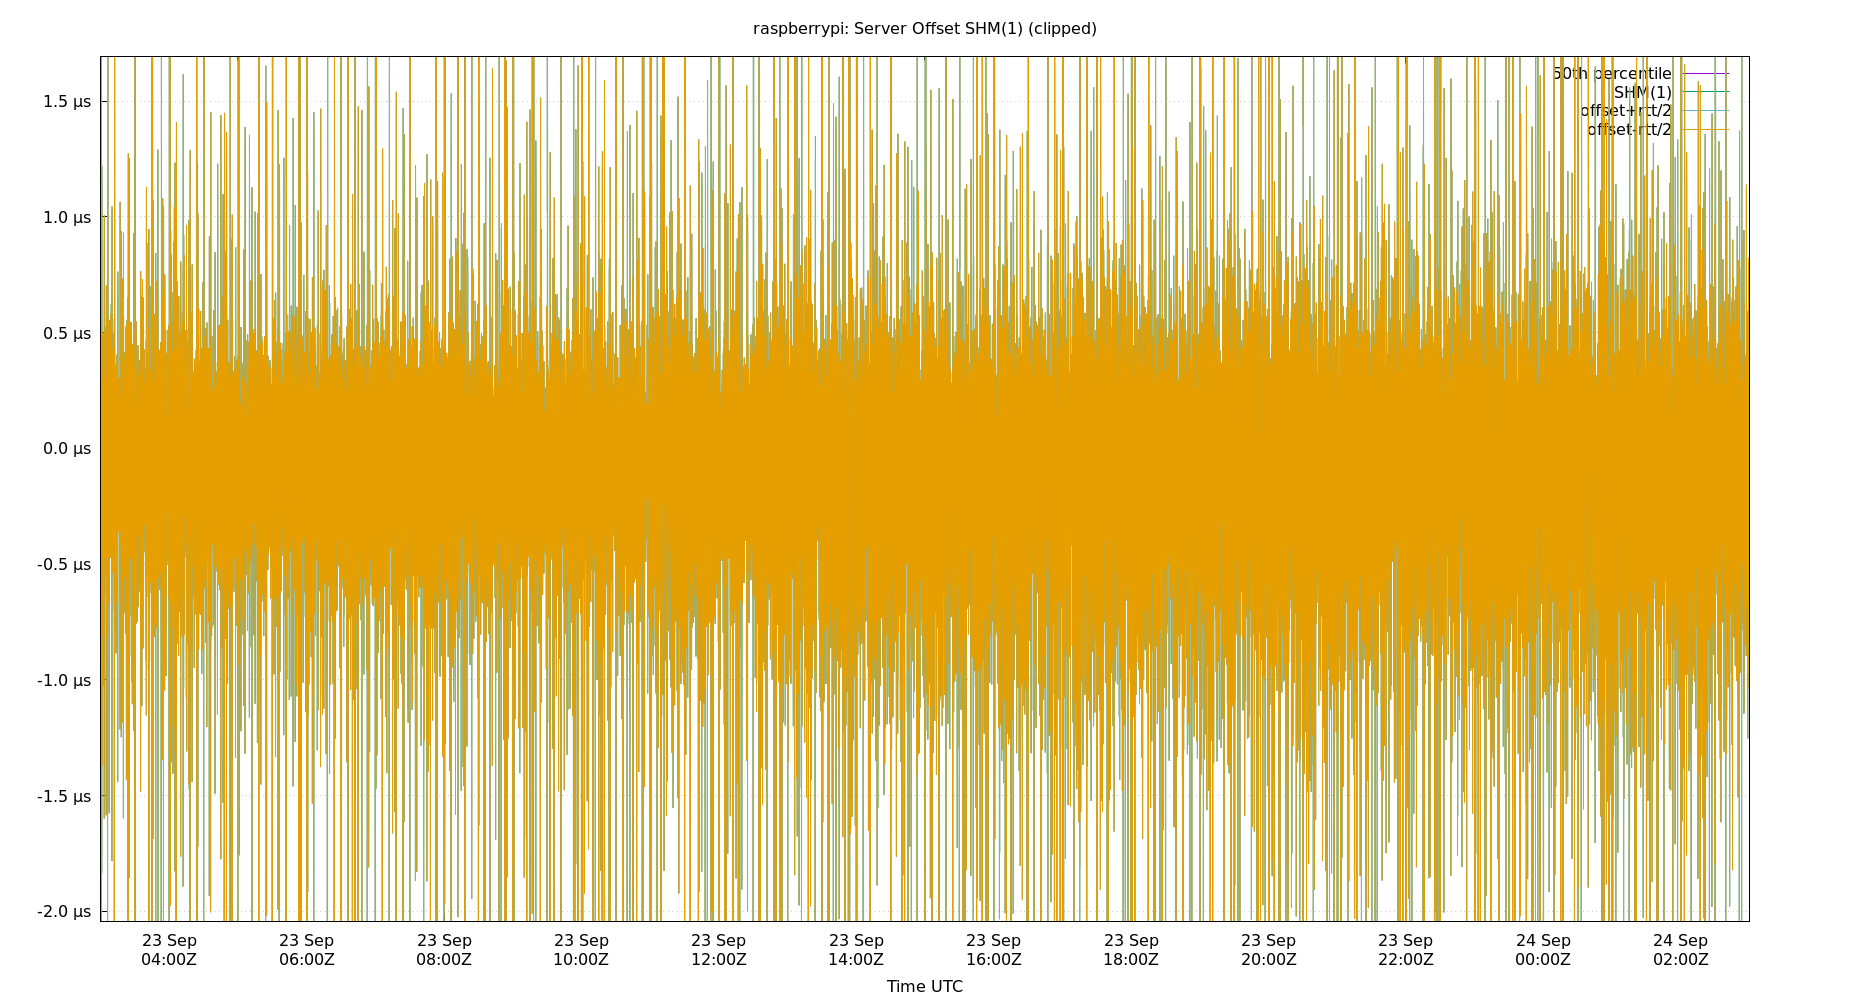 raspberrypi: Server Offset SHM(1) (clipped)
50th percentile
SHM(1)
offset+rtt/2
offset-rtt/2
1.5 µs
1.0 µs
0.5 µs
0.0 µs
-0.5 µs
-1.0 µs
-1.5 µs
-2.0 µs
23 Sep 23 Sep 23 Sep 23 Sep 23 Sep 23 Sep 23 Sep 23 Sep 23 Sep 23 Sep 24 Sep 24 Sep
04:00Z 06:00Z 08:00Z 10:00Z 12:00Z 14:00Z 16:00Z 18:00Z 20:00Z 22:00Z 00:00Z 02:00Z
Time UTC